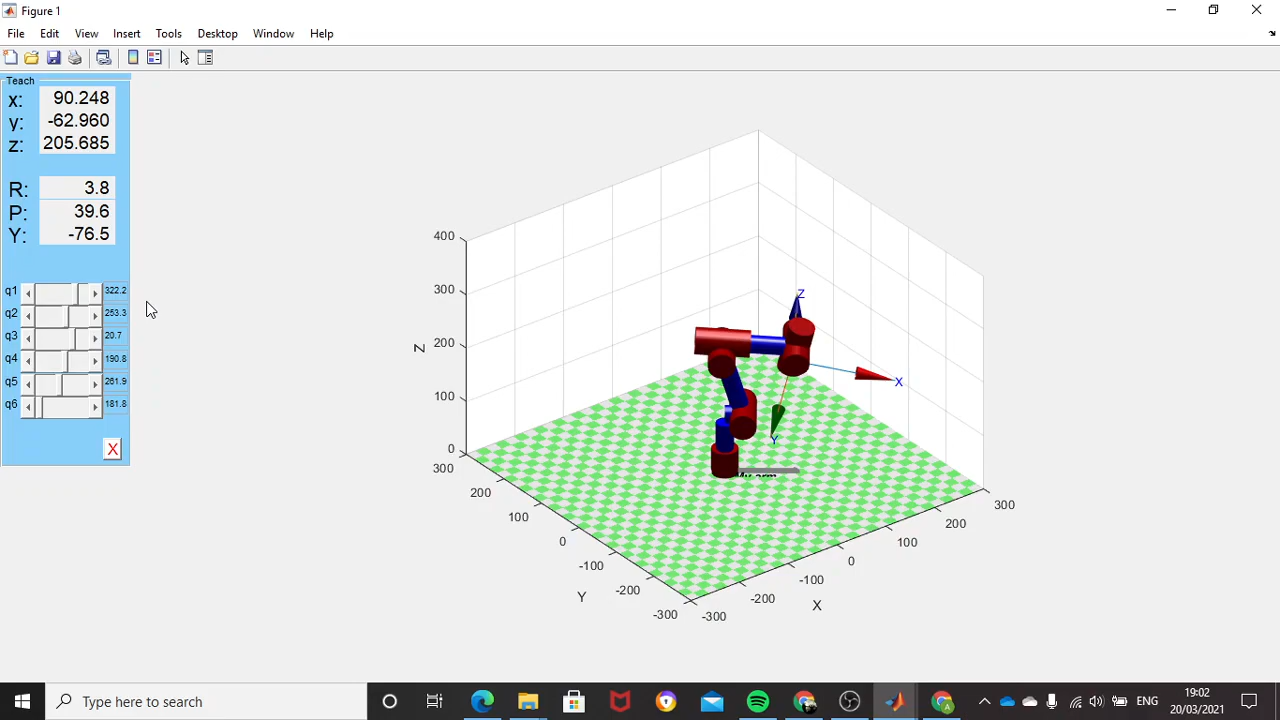 Figure 1
File Edit View Insert Tools Desktop Window Help
Teach
x: 90.248
y: -62.960
z: 205.685
R: 3.8
P: 39.6
Y: -76.5
q1 322.2
q2 253.3
q3 20.7
q4 190.8
q5 261.9
q6 181.8
X
400
300
200
100
0
Z
300
200
100
0
-100
-200
-300
Y
-300
-200
-100
0
100
200
300
X
Z
X
Y
My arm
Type here to search
ENG
19:02
20/03/2021